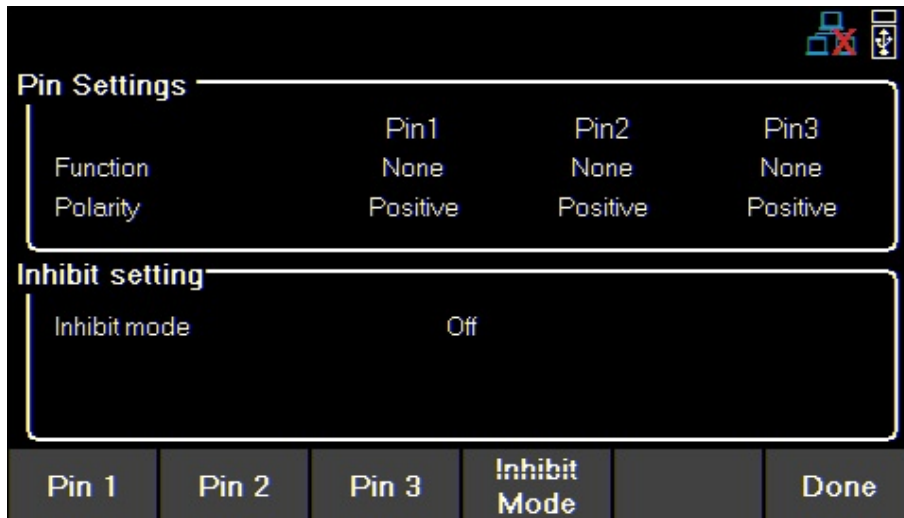 Pin Settings
Pin1 Pin2 Pin3
Function None None None
Polarity Positive Positive Positive
Inhibit setting
Inhibit mode Off
Pin 1 Pin 2 Pin 3 Inhibit Mode Done